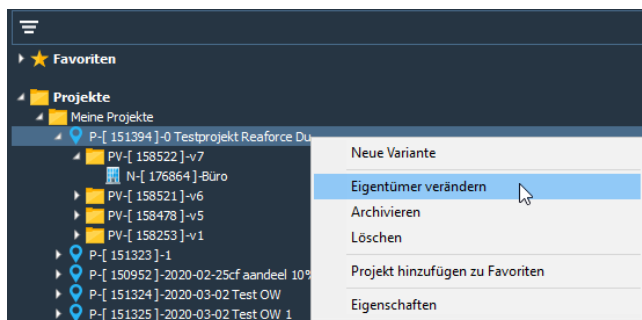 Favoriten
Projekte
Meine Projekte
P-[ 151394 ]-0 Testprojekt Reaforce Du
PV-[ 158522 ]-v7
N-[ 176864 ]-Büro
PV-[ 158521 ]-v6
PV-[ 158478 ]-v5
PV-[ 158253 ]-v1
P-[ 151323 ]-1
P-[ 150952 ]-2020-02-25cf aandeel 10%
P-[ 151324 ]-2020-03-02 Test OW
P-[ 151325 ]-2020-03-02 Test OW 1
Neue Variante
Eigentümer verändern
Archivieren
Löschen
Projekt hinzufügen zu Favoriten
Eigenschaften